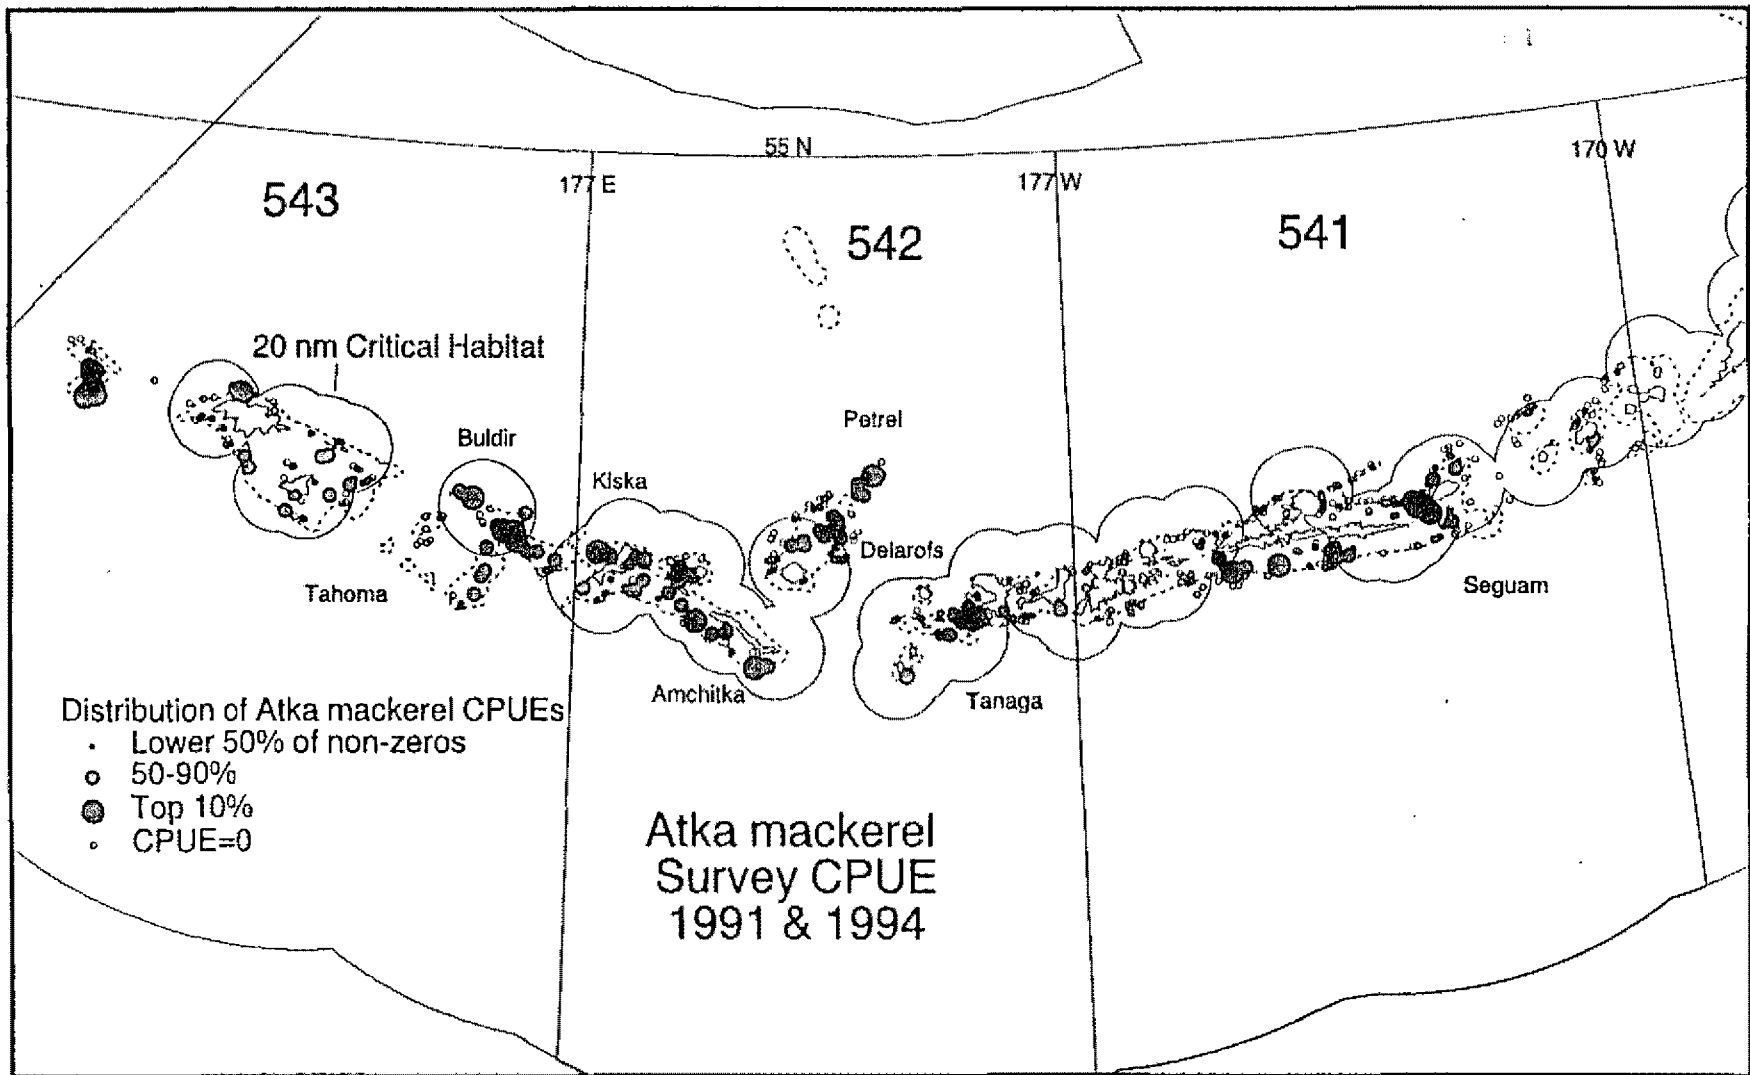 55 N
170 W
177 E
177 W
543
542
541
20 nm Critical Habitat
Petrel
Buldir
Kiska
Delarofs
Tahoma
Seguam
Amchitka
Tanaga
Distribution of Atka mackerel CPUEs
Lower 50% of non-zeros
50-90%
Top 10%
CPUE=0
Atka mackerel
Survey CPUE
1991 & 1994